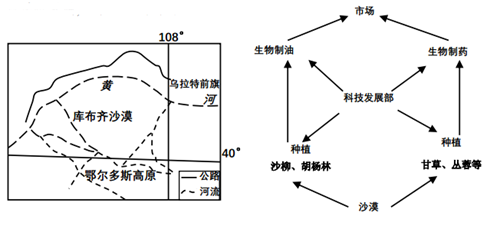 108°
黄
乌拉特前旗
河
库布齐沙漠
40°
鄂尔多斯高原
公路
河流
市场
生物制油
生物制药
科技发展部
种植
沙柳、胡杨林
种植
甘草、丛蓉等
沙漠